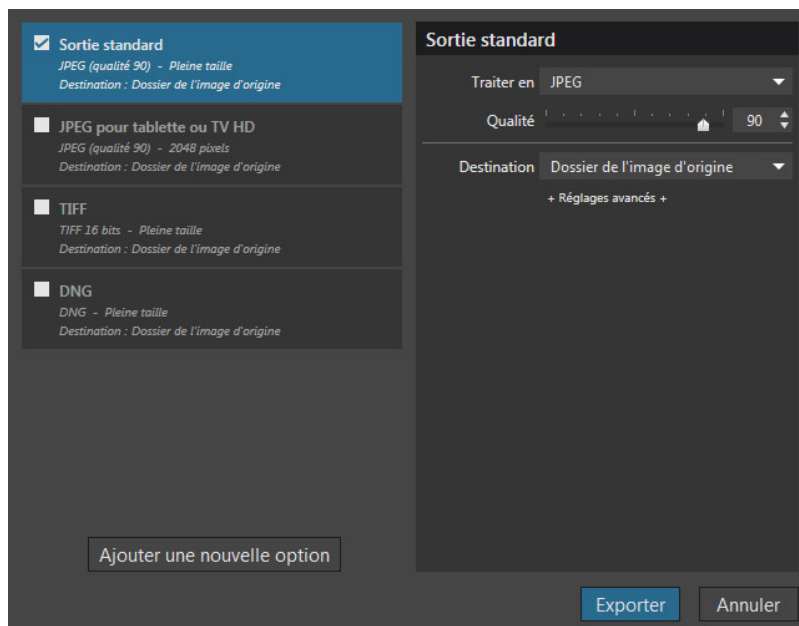 Sortie standard
JPEG (qualité 90) - Pleine taille
Destination : Dossier de l'image d'origine
JPEG pour tablette ou TV HD
JPEG (qualité 90) - 2048 pixels
Destination : Dossier de l'image d'origine
TIFF
TIFF 16 bits - Pleine taille
Destination : Dossier de l'image d'origine
DNG
DNG - Pleine taille
Destination : Dossier de l'image d'origine
Ajouter une nouvelle option
Sortie standard
Traiter en JPEG
Qualité 90
Destination Dossier de l'image d'origine
+ Réglages avancés +
Exporter Annuler